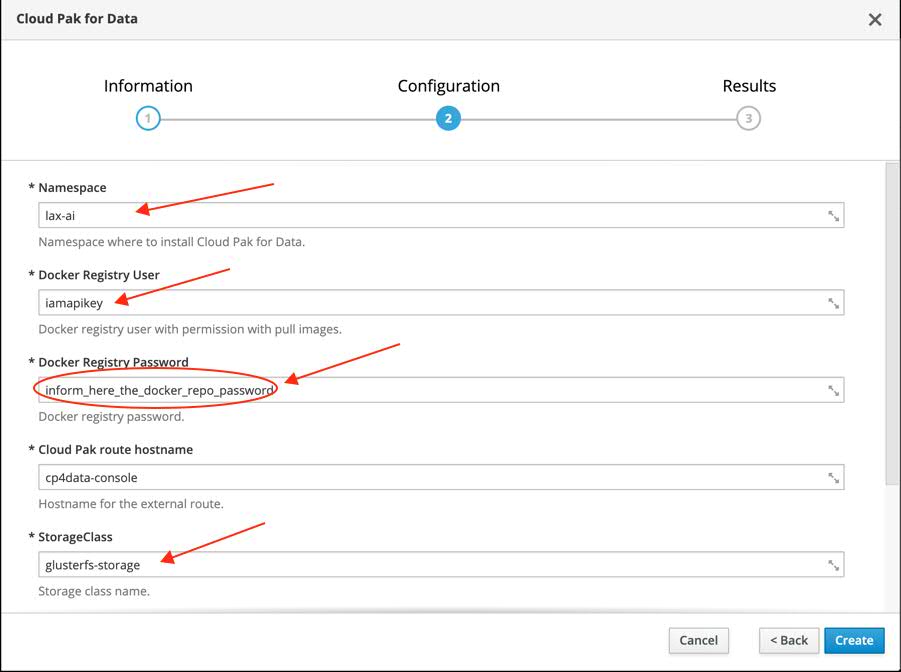 Cloud Pak for Data
Information Configuration Results
1 2 3
* Namespace
lax-ai
Namespace where to install Cloud Pak for Data.
* Docker Registry User
iamapikey
Docker registry user with permission with pull images.
* Docker Registry Password
inform_here_the_docker_repo_password
Docker registry password.
* Cloud Pak route hostname
cp4data-console
Hostname for the external route.
* StorageClass
glusterfs-storage
Storage class name.
Cancel < Back Create